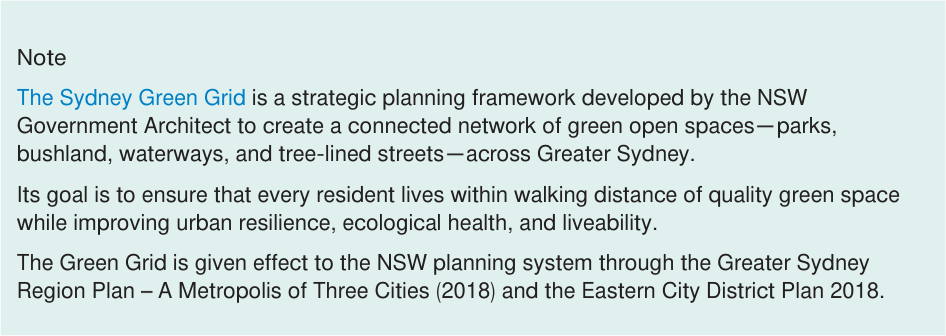 Note
The Sydney Green Grid is a strategic planning framework developed by the NSW
Government Architect to create a connected network of green open spaces—parks,
bushland, waterways, and tree-lined streets—across Greater Sydney.
Its goal is to ensure that every resident lives within walking distance of quality green space
while improving urban resilience, ecological health, and liveability.
The Green Grid is given effect to the NSW planning system through the Greater Sydney
Region Plan – A Metropolis of Three Cities (2018) and the Eastern City District Plan 2018.